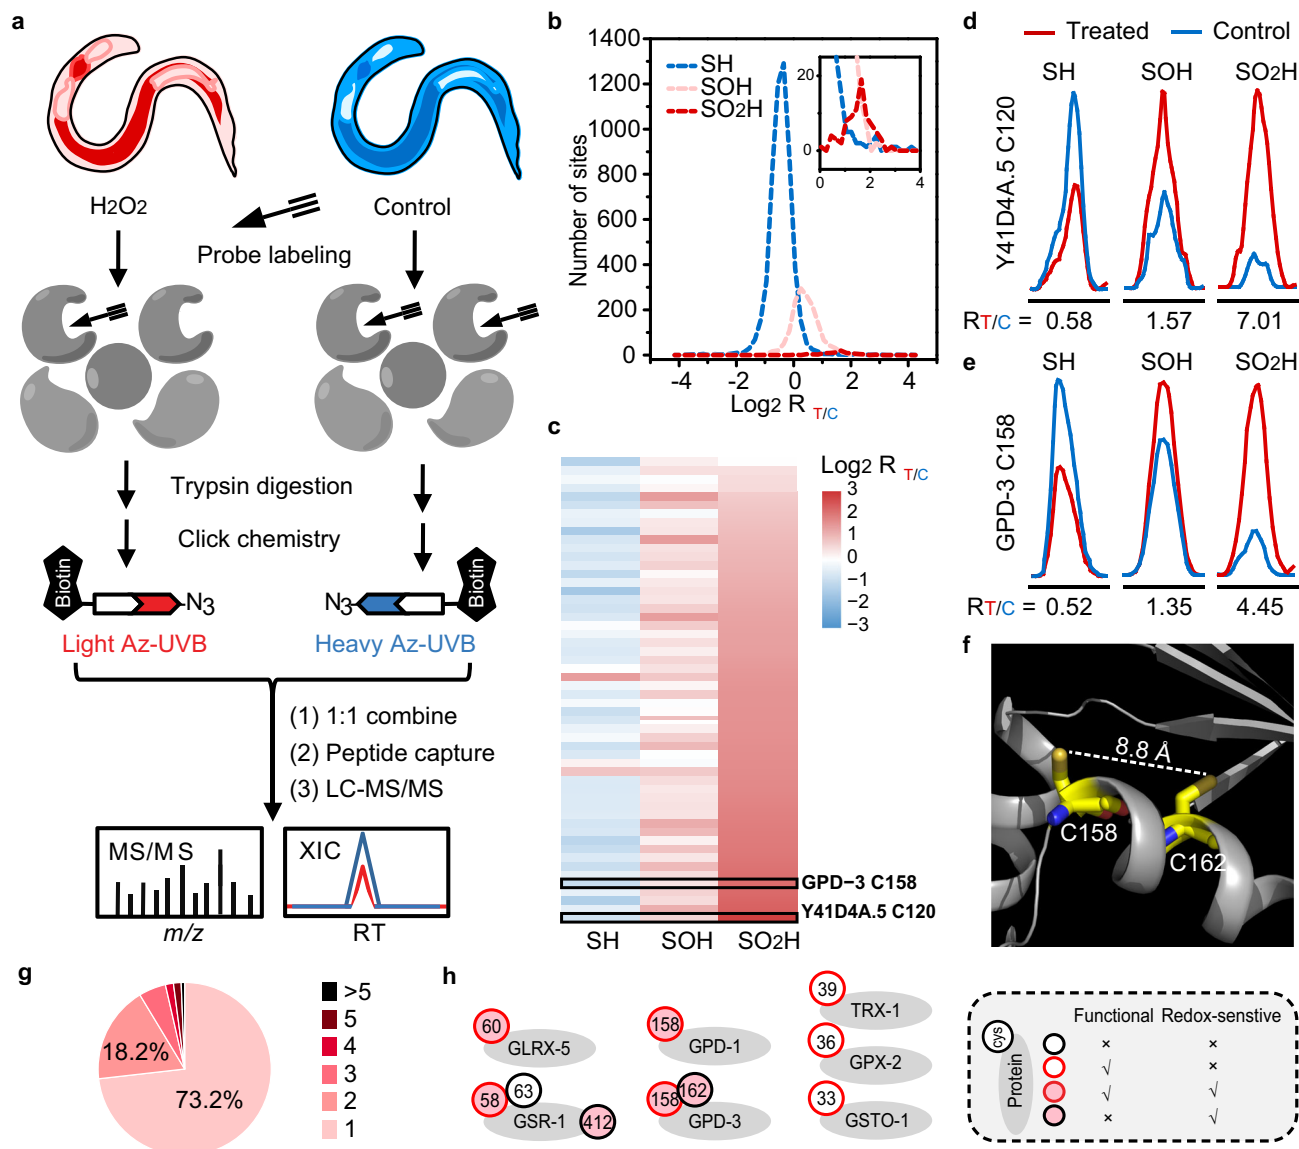 a
H2O2
Control
Probe labeling
Trypsin digestion
Click chemistry
Biotin
N3
N3
Biotin
Light Az-UVB
Heavy Az-UVB
(1) 1:1 combine
(2) Peptide capture
(3) LC-MS/MS
MS/MS
XIC
m/z
RT
b
1400
1200
1000
800
600
400
200
0
Number of sites
SH
SOH
SO2H
20
0
0
2
4
-4
-2
0
2
4
Log2 R T/C
c
Log2 R T/C
3
2
1
0
−1
−2
−3
GPD−3 C158
Y41D4A.5 C120
SH
SOH
SO2H
d
Treated
Control
SH
SOH
SO2H
Y41D4A.5 C120
RT/C = 0.58 1.57 7.01
e
SH
SOH
SO2H
GPD-3 C158
RT/C = 0.52 1.35 4.45
f
8.8 Å
C158
C162
g
18.2%
73.2%
>5
5
4
3
2
1
h
60
GLRX-5
158
GPD-1
39
TRX-1
36
GPX-2
58
63
412
GSR-1
158
162
GPD-3
33
GSTO-1
Functional Redox-senstive
cys
Protein
× ×
√ ×
√ √
× √